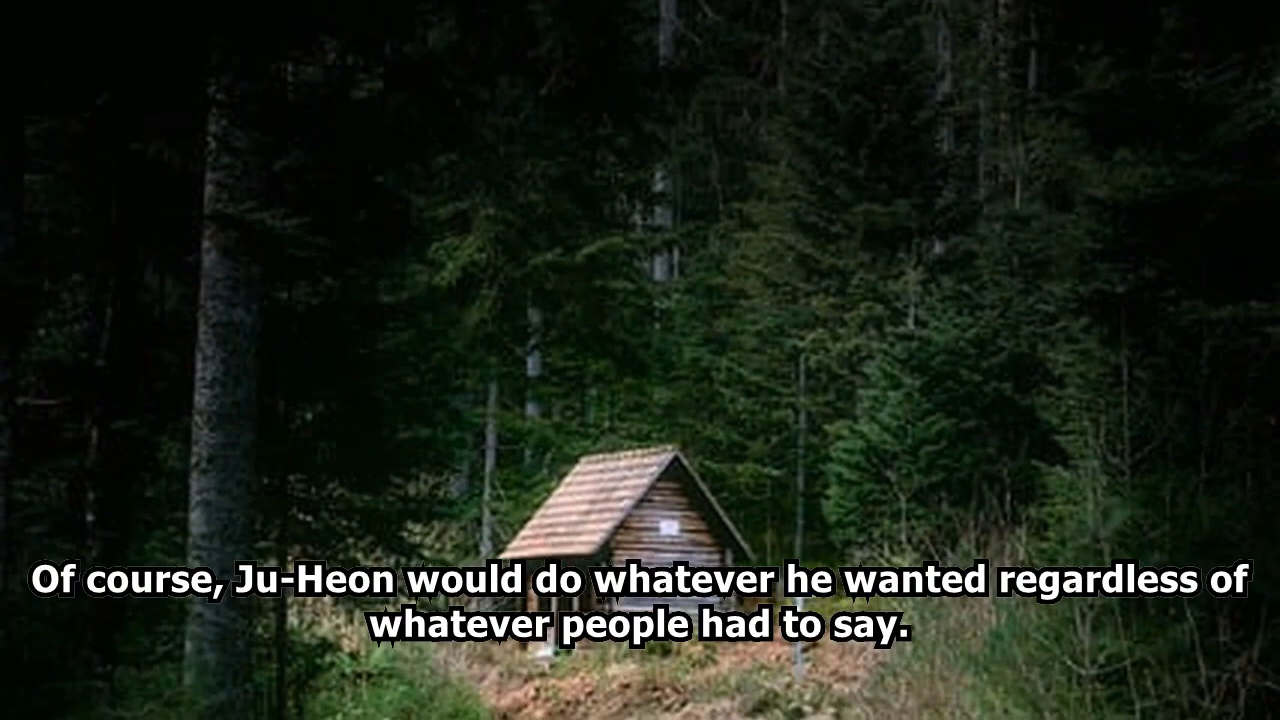 Of course, Ju-Heon would do whatever he wanted regardless of
whatever people had to say.